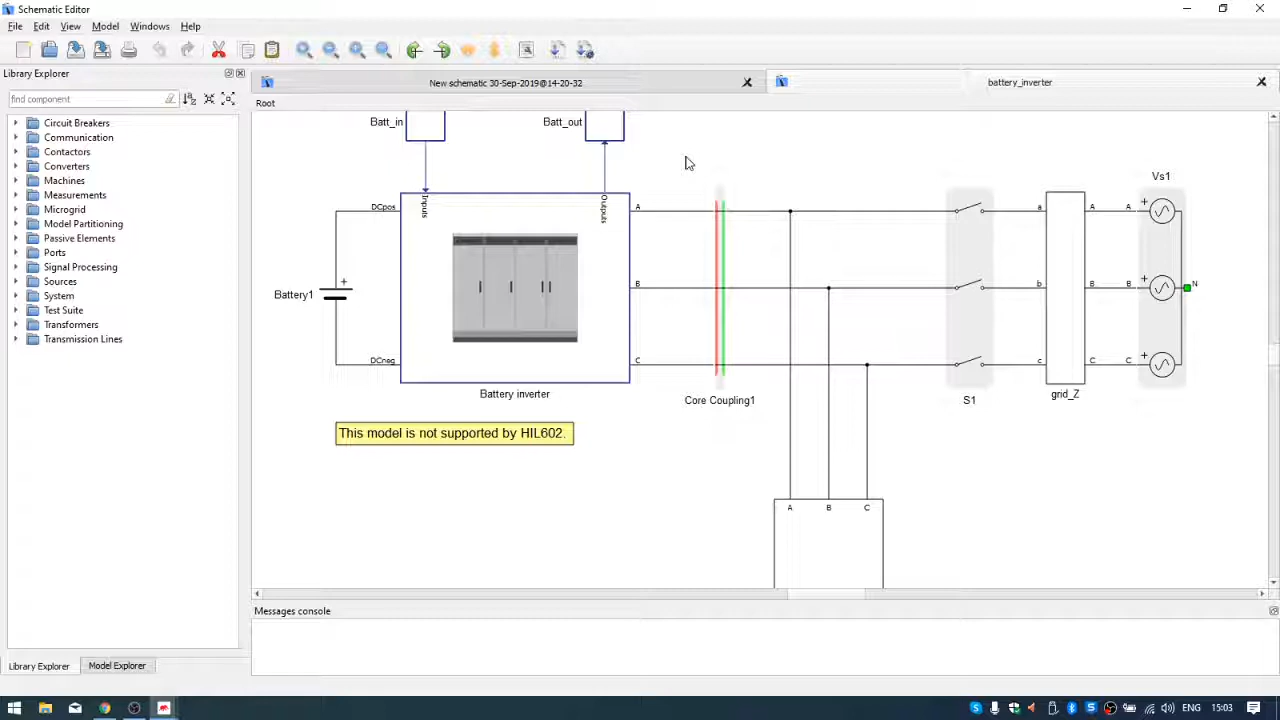 Schematic Editor
File Edit View Model Windows Help
Library Explorer
New schematic 30-Sep-2019@14-20-32
battery_inverter
find component
Root
Circuit Breakers
Communication
Contactors
Converters
Machines
Measurements
Microgrid
Model Partitioning
Passive Elements
Ports
Signal Processing
Sources
System
Test Suite
Transformers
Transmission Lines
Batt_in
Batt_out
Vs1
DCpos
Inputs
Outputs
A
a
A
A
Battery1
B
b
B
B
N
DCneg
C
c
C
C
Battery inverter
Core Coupling1
S1
grid_Z
This model is not supported by HIL602.
A B C
Messages console
Library Explorer
Model Explorer
ENG 15:03